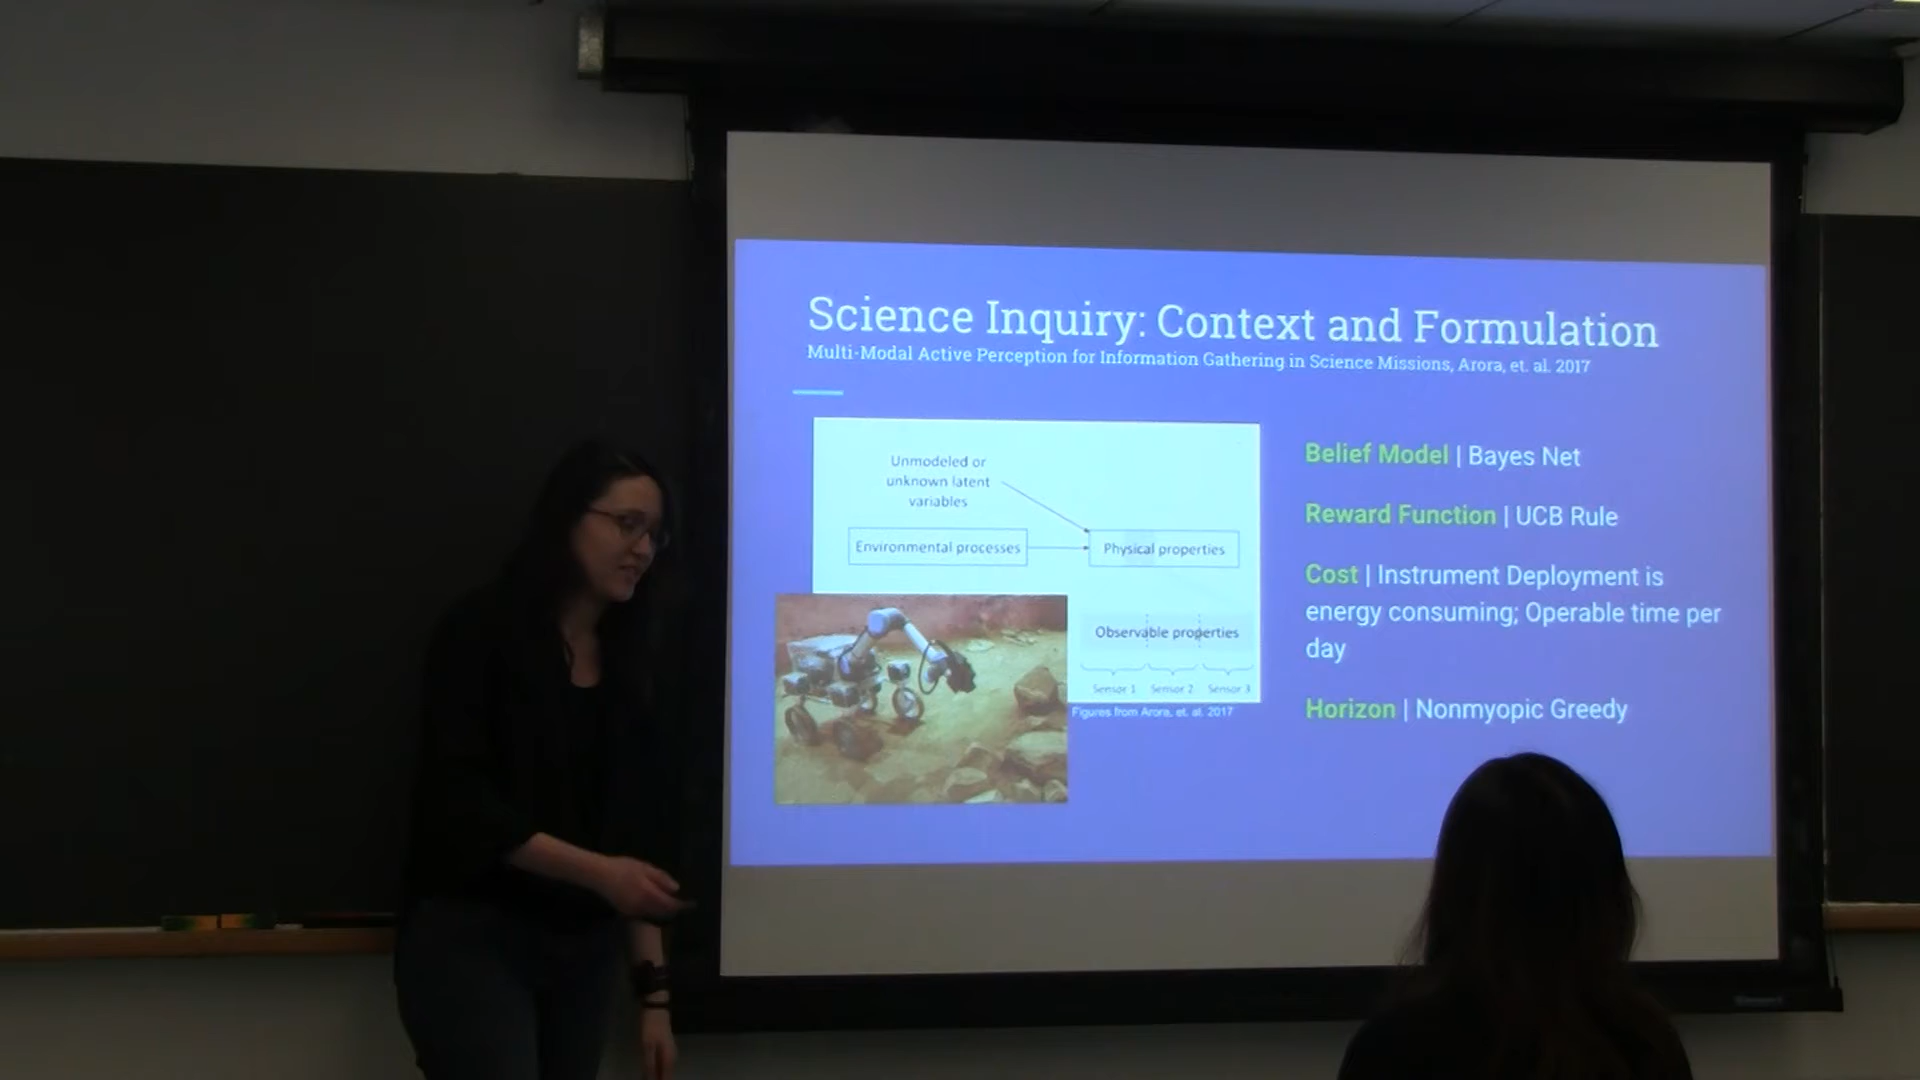 Science Inquiry: Context and Formulation
Multi-Modal Active Perception for Information Gathering in Science Missions, Arora, et. al. 2017
Unmodeled or
unknown latent
variables
Environmental processes
Physical properties
Observable properties
Sensor 1
Sensor 2
Sensor 3
Figures from Arora, et. al. 2017
Belief Model | Bayes Net
Reward Function | UCB Rule
Cost | Instrument Deployment is
energy consuming; Operable time per
day
Horizon | Nonmyopic Greedy